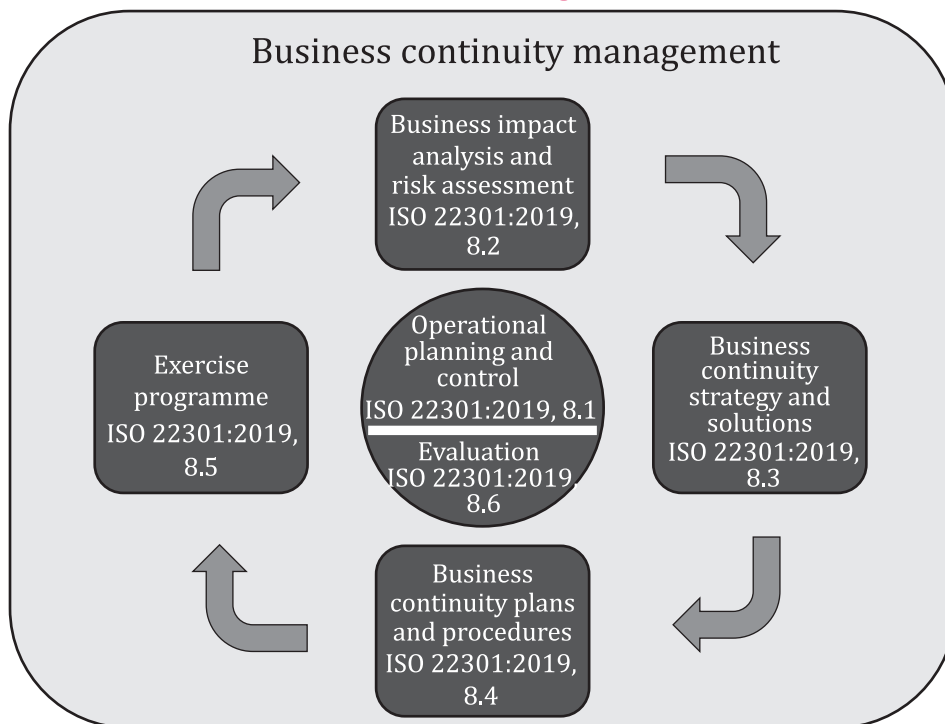 Business continuity management
Business impact
analysis and
risk assessment
ISO 22301:2019,
8.2
Operational
planning and
control
ISO 22301:2019, 8.1
Evaluation
ISO 22301:2019,
8.6
Exercise
programme
ISO 22301:2019,
8.5
Business
continuity
strategy and
solutions
ISO 22301:2019,
8.3
Business
continuity plans
and procedures
ISO 22301:2019,
8.4